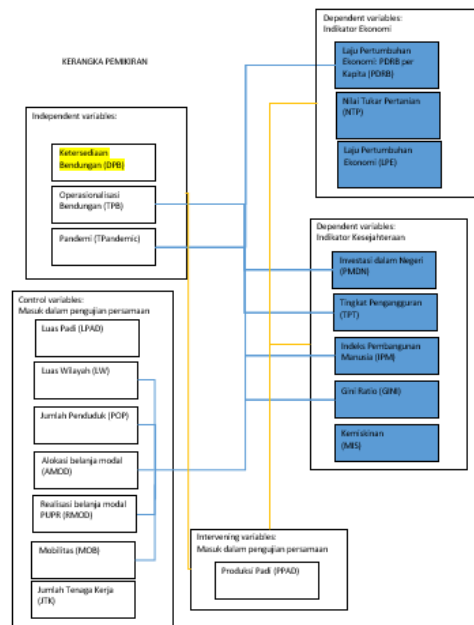 KERANGKA PEMIKIRAN
Independent variables:
Ketersediaan
Bendungan (DPB)
Operasionalisasi
Bendungan (TPB)
Pandemi (TPandemic)
Control variables:
Masuk dalam pengujian persamaan
Luas Padi (LPAD)
Luas Wilayah (LW)
Jumlah Penduduk (POP)
Alokasi belanja modal
(AMOD)
Realisasi belanja modal
PUPR (RMOD)
Mobilitas (MOB)
Jumlah Tenaga Kerja
(JTK)
Intervening variables:
Masuk dalam pengujian persamaan
Produksi Padi (PPAD)
Dependent variables:
Indikator Ekonomi
Laju Pertumbuhan
Ekonomi: PDRB per
Kapita (PDRB)
Nilai Tukar Pertanian
(NTP)
Laju Pertumbuhan
Ekonomi (LPE)
Dependent variables:
Indikator Kesejahteraan
Investasi dalam Negeri
(PMDN)
Tingkat Pengangguran
(TPT)
Indeks Pembangunan
Manusia (IPM)
Gini Ratio (GINI)
Kemiskinan
(MIS)